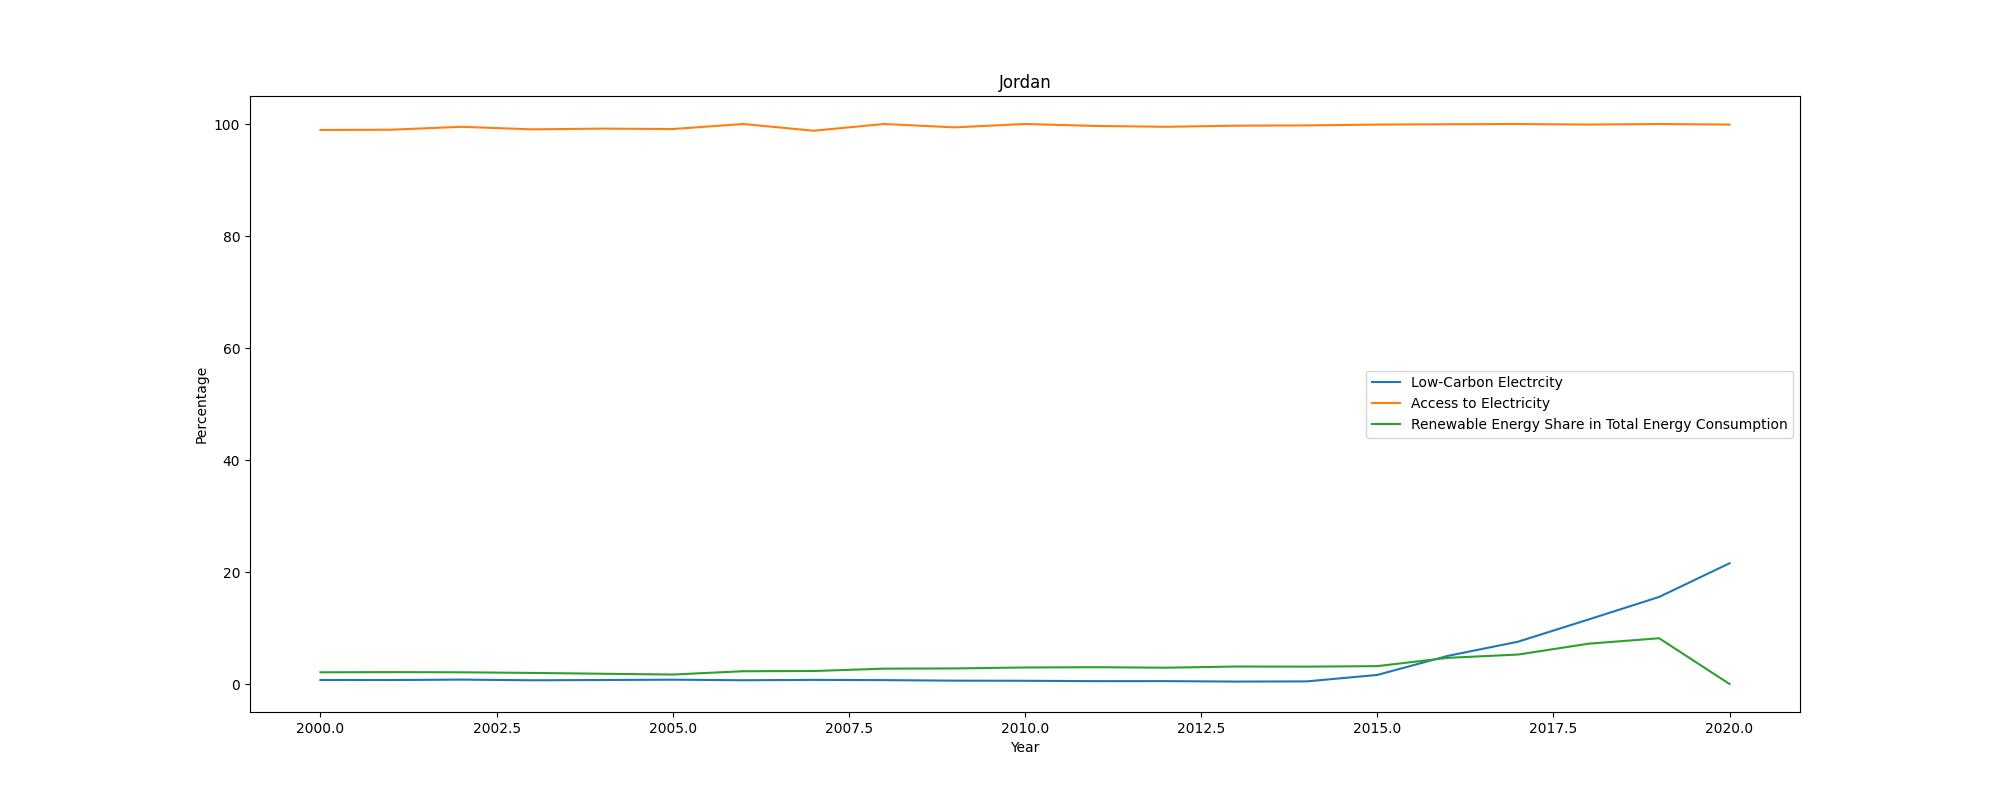 Jordan
100
80
60
40
20
0
Percentage
Low-Carbon Electrcity
Access to Electricity
Renewable Energy Share in Total Energy Consumption
2000.0 2002.5 2005.0 2007.5 2010.0 2012.5 2015.0 2017.5 2020.0
Year